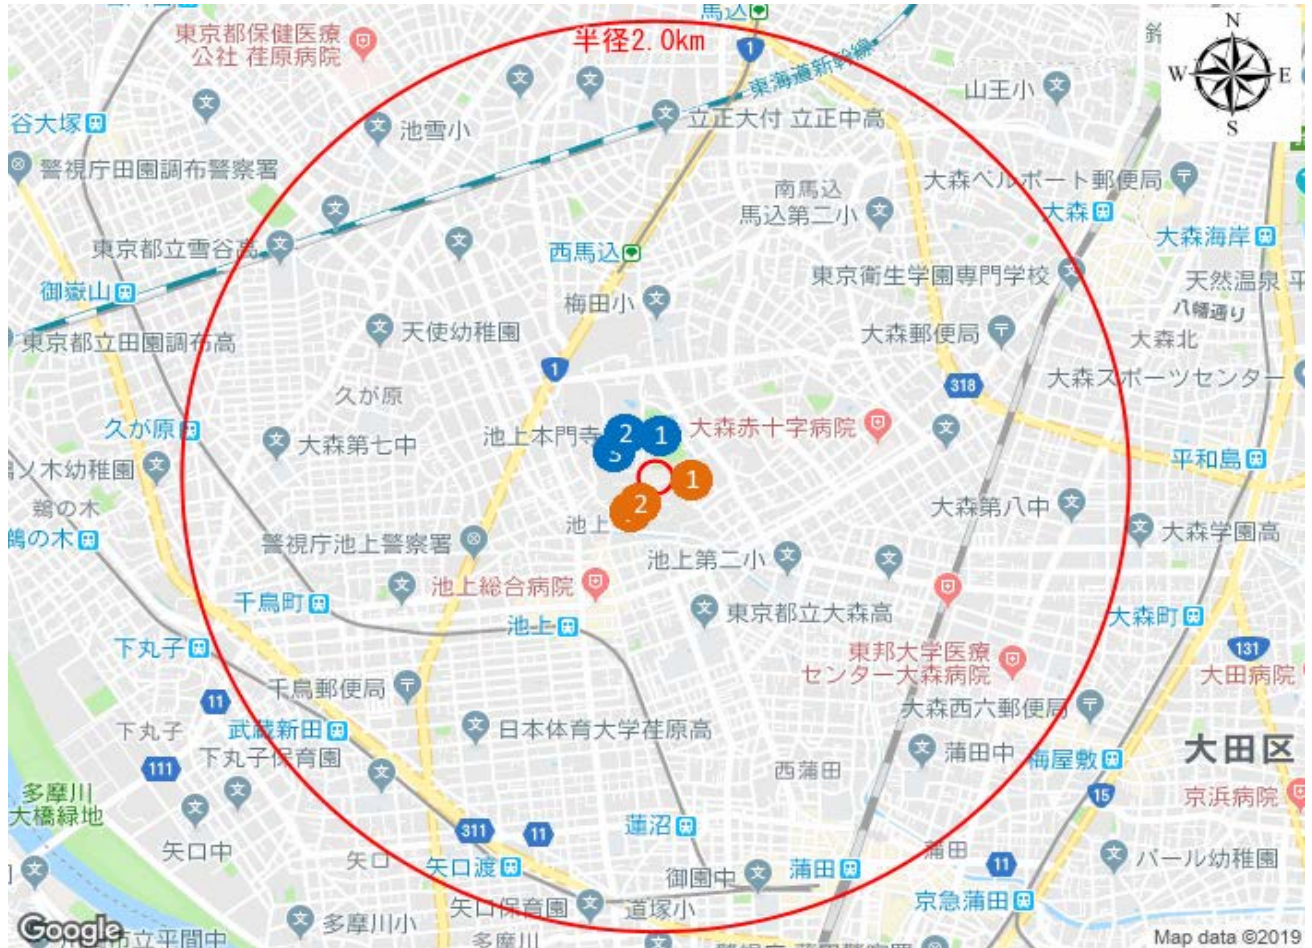 馬込
東京都保健医療
公社 荏原病院
半径2.0km
1
N
W
E
S
東海道新幹線
山王小
谷大塚
池雪小
立正大付 立正中高
警視庁田園調布警察署
大森ベルポート郵便局
南馬込
馬込第二小
大森
東京都立雪谷高
西馬込
大森海岸
東京衛生学園専門学校
天然温泉 平
御嶽山
梅田小
八幡通り
天使幼稚園
大森郵便局
東京都立田園調布高
大森北
1
318
大森スポーツセンター
久が原
久が原
大森第七中
池上本門寺
2
1
3
大森赤十字病院
ノ木幼稚園
平和島
鵜の木
1
2
大森第八中
鵜の木
池上
大森学園高
警視庁池上警察署
池上第二小
池上総合病院
千鳥町
東京都立大森高
大森町
池上
131
下丸子
東邦大学医療
センター大森病院
大田病院
千鳥郵便局
11
大森西六郵便局
下丸子
武蔵新田
日本体育大学荏原高
蒲田中
大田区
下丸子保育園
梅屋敷
111
西蒲田
多摩川
大橋緑地
15
京浜病院
311
11
蓮沼
矢口中
矢口
矢口渡
御園中
蒲田
蒲田
11
パール幼稚園
京急蒲田
矢口保育園
道塚小
多摩川小
多摩川
Google
市立平間中
Map data ©2019